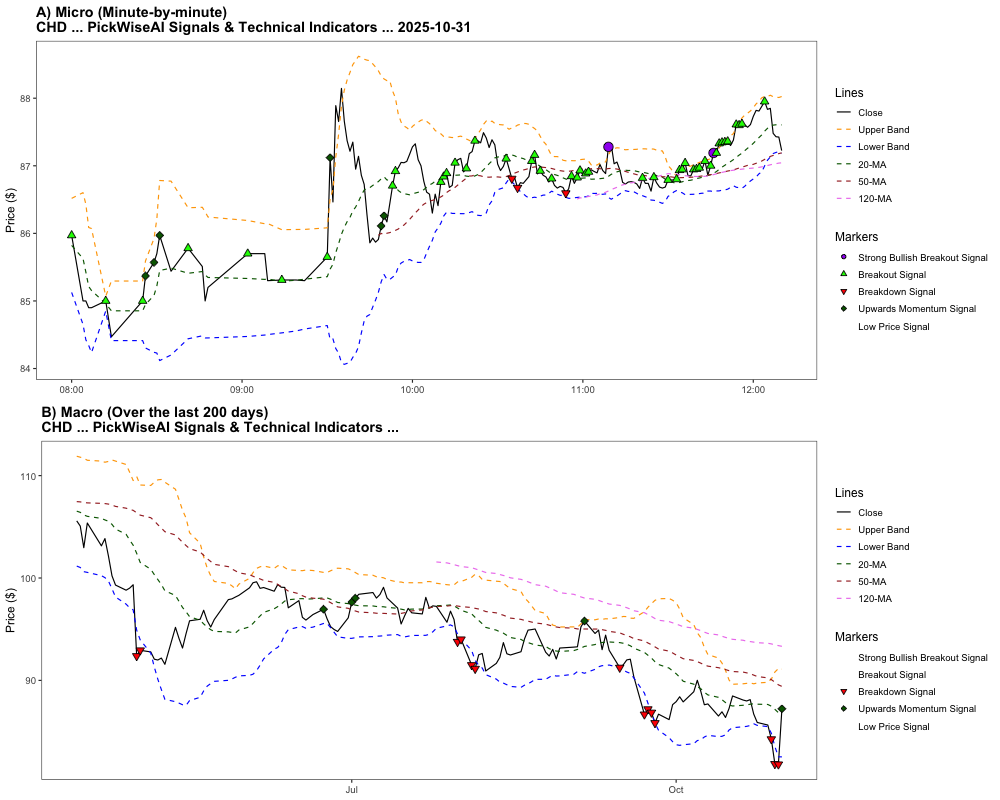 A) Micro (Minute-by-minute)
CHD ... PickWiseAI Signals & Technical Indicators ... 2025-10-31
Price ($)
88
87
86
85
84
08:00
09:00
10:00
11:00
12:00
Lines
Close
Upper Band
Lower Band
20-MA
50-MA
120-MA
Markers
Strong Bullish Breakout Signal
Breakout Signal
Breakdown Signal
Upwards Momentum Signal
Low Price Signal
B) Macro (Over the last 200 days)
CHD ... PickWiseAI Signals & Technical Indicators ...
Price ($)
110
100
90
Jul
Oct
Lines
Close
Upper Band
Lower Band
20-MA
50-MA
120-MA
Markers
Strong Bullish Breakout Signal
Breakout Signal
Breakdown Signal
Upwards Momentum Signal
Low Price Signal